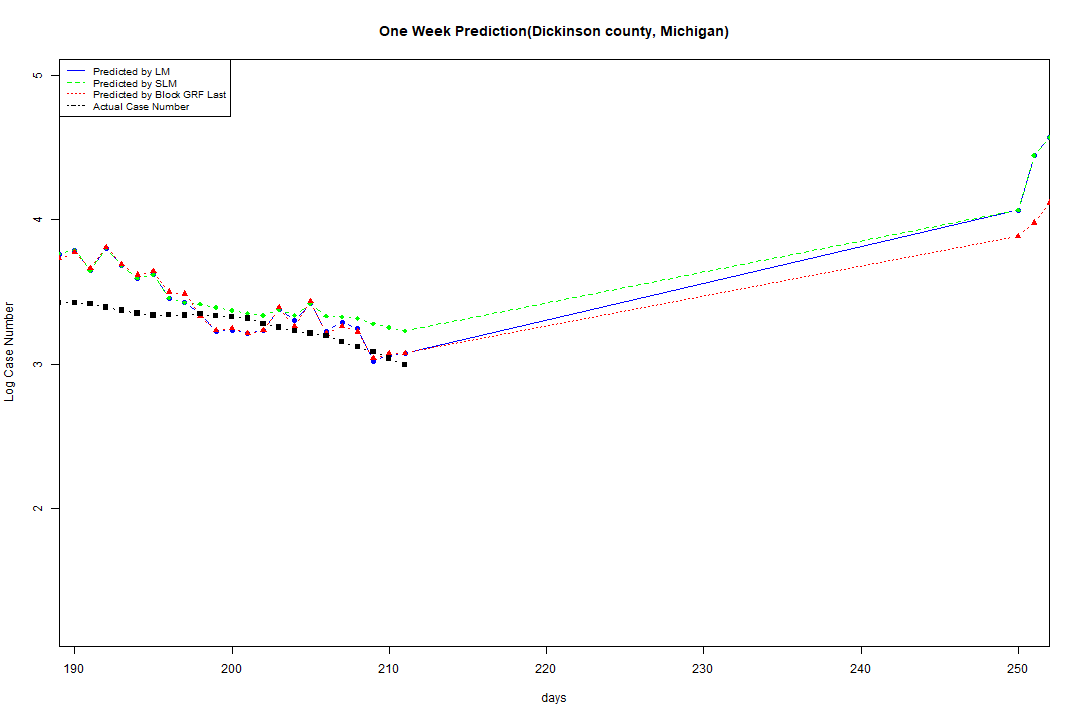 One Week Prediction(Dickinson county, Michigan)
Predicted by LM
Predicted by SLM
Predicted by Block GRF Last
Actual Case Number
5
4
3
2
Log Case Number
190 200 210 220 230 240 250
days